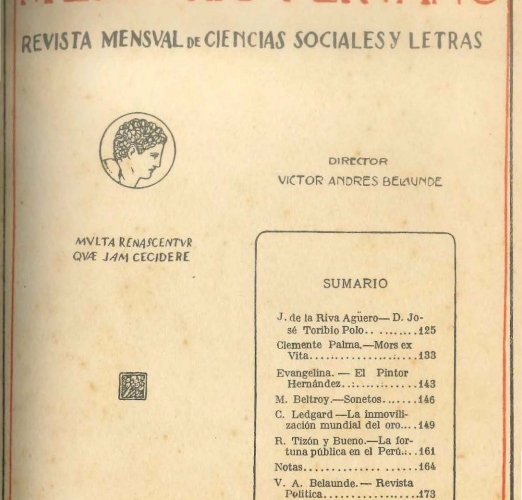 REVISTA MENSVAL DE CIENCIAS SOCIALES Y LETRAS
DIRECTOR
VICTOR ANDRES BELAUNDE
MVLTA RENASCENTVR
QVÆ JAM CECIDERE
SUMARIO
J. de la Riva Agüero— D. Jo-
sé Toribio Polo.. .........125
Clemente Palma.—Mors ex
Vita....................133
Evangelina. — El Pintor
Hernández..............143
M. Beltroy.—Sonetos.......146
C. Ledgard —La inmovili-
zación mundial del oro....149
R. Tizón y Bueno.—La for-
tuna pública en el Perú...161
Notas....................164
V. A. Belaunde. — Revista
Política..................173